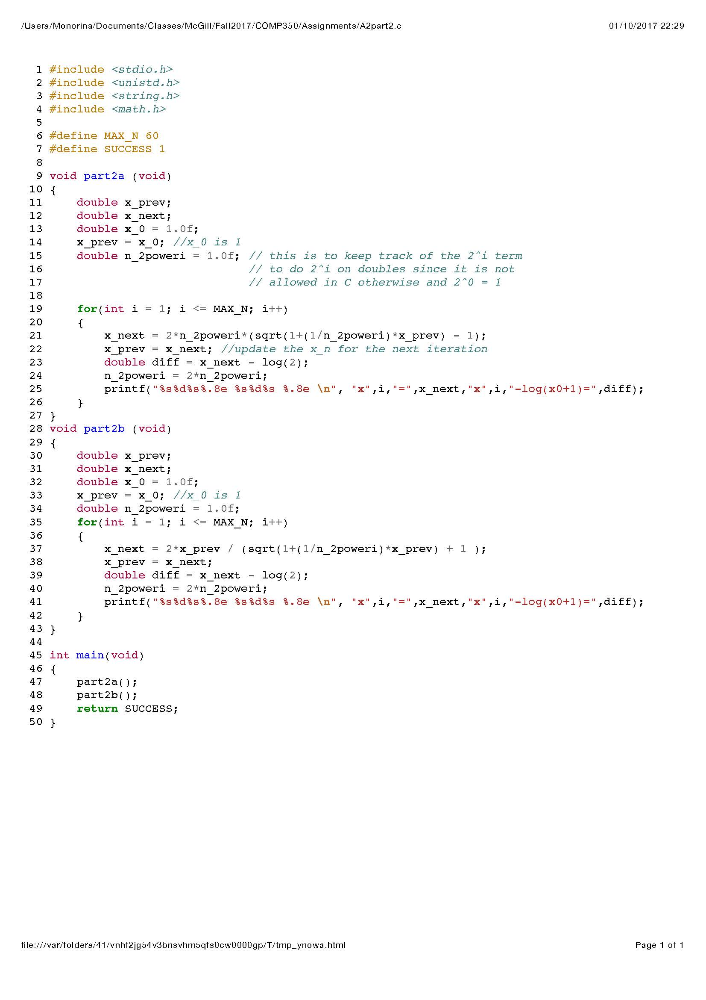 /Users/Monorina/Documents/Classes/McGill/Fall2017/COMP350/Assignments/A2part2.c 01/10/2017 22:29
1 #include <stdio.h>
2 #include <unistd.h>
3 #include <string.h>
4 #include <math.h>
5
6 #define MAX_N 60
7 #define SUCCESS 1
8
9 void part2a (void)
10 {
11     double x_prev;
12     double x_next;
13     double x_0 = 1.0f;
14     x_prev = x_0; //x_0 is 1
15     double n_2poweri = 1.0f; // this is to keep track of the 2^i term
16                              // to do 2^i on doubles since it is not
17                              // allowed in C otherwise and 2^0 = 1
18
19     for(int i = 1; i <= MAX_N; i++)
20     {
21         x_next = 2*n_2poweri*(sqrt(1+(1/n_2poweri)*x_prev) - 1);
22         x_prev = x_next; //update the x_n for the next iteration
23         double diff = x_next - log(2);
24         n_2poweri = 2*n_2poweri;
25         printf("%s%d%s%.8e %s%d%s %.8e \n", "x",i,"=",x_next,"x",i,"-log(x0+1)=",diff);
26     }
27 }
28 void part2b (void)
29 {
30     double x_prev;
31     double x_next;
32     double x_0 = 1.0f;
33     x_prev = x_0; //x_0 is 1
34     double n_2poweri = 1.0f;
35     for(int i = 1; i <= MAX_N; i++)
36     {
37         x_next = 2*x_prev / (sqrt(1+(1/n_2poweri)*x_prev) + 1 );
38         x_prev = x_next;
39         double diff = x_next - log(2);
40         n_2poweri = 2*n_2poweri;
41         printf("%s%d%s%.8e %s%d%s %.8e \n", "x",i,"=",x_next,"x",i,"-log(x0+1)=",diff);
42     }
43 }
44
45 int main(void)
46 {
47     part2a();
48     part2b();
49     return SUCCESS;
50 }
file:///var/folders/41/vnhf2jg54v3bnsvhm5qfs0cw0000gp/T/tmp_ynowa.html Page 1 of 1